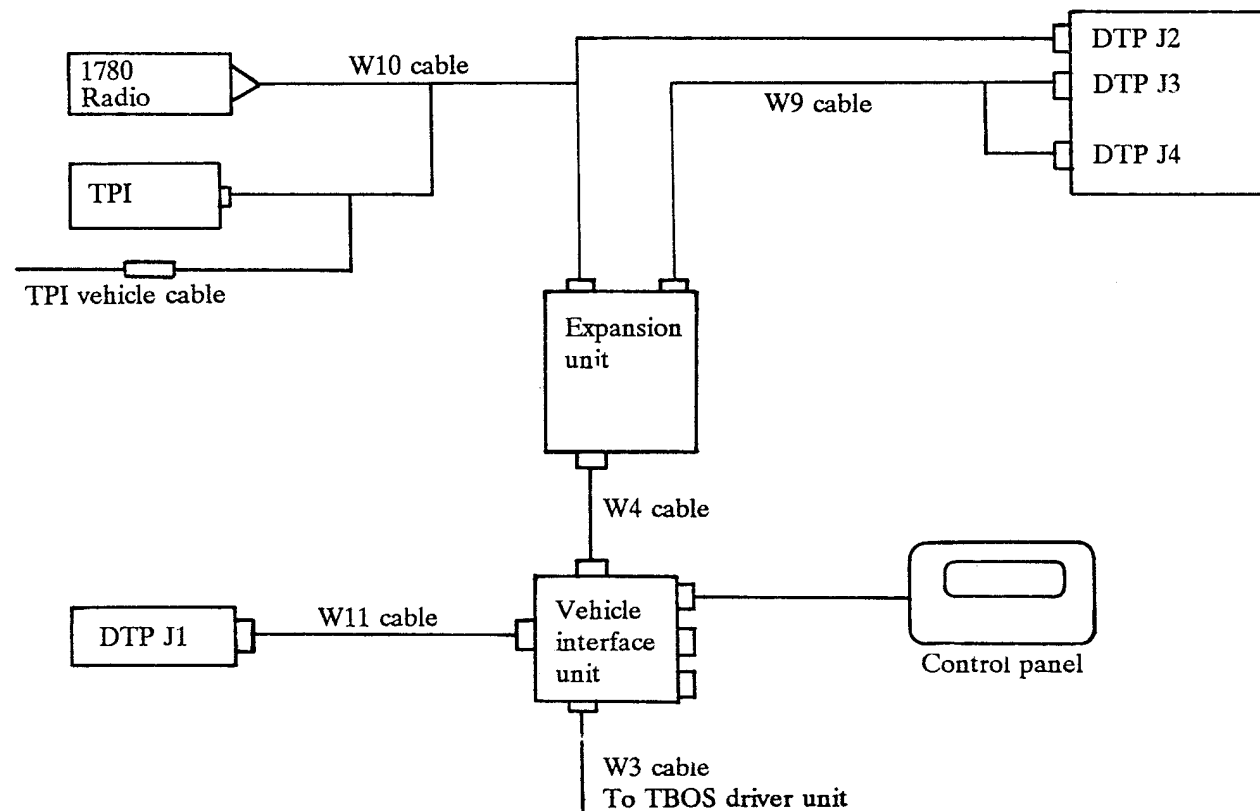 1780
Radio
W10 cable
DTP J2
DTP J3
W9 cable
DTP J4
TPI
TPI vehicle cable
Expansion
unit
W4 cable
DTP J1
W11 cable
Vehicle
interface
unit
Control panel
W3 cable
To TBOS driver unit